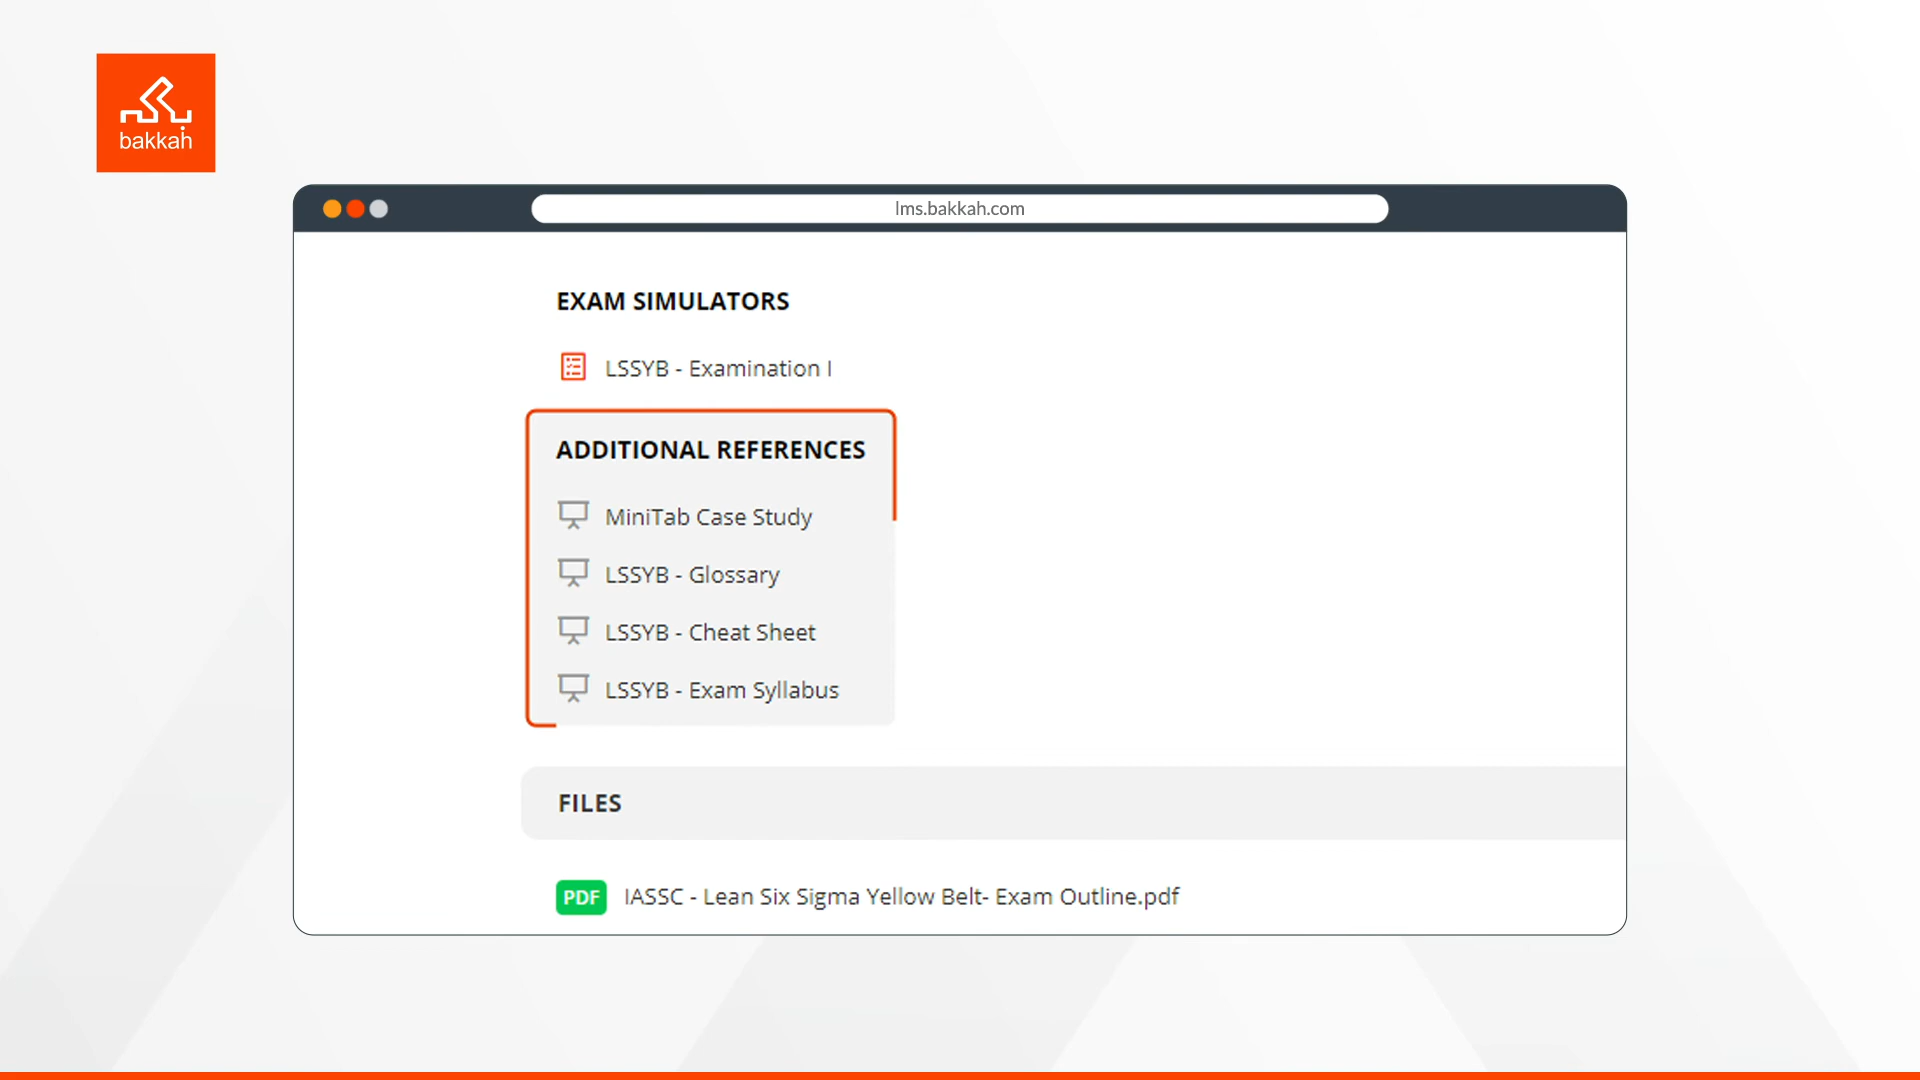 bakkah
lms.bakkah.com
EXAM SIMULATORS
LSSYB - Examination I
ADDITIONAL REFERENCES
MiniTab Case Study
LSSYB - Glossary
LSSYB - Cheat Sheet
LSSYB - Exam Syllabus
FILES
PDF IASSC - Lean Six Sigma Yellow Belt- Exam Outline.pdf